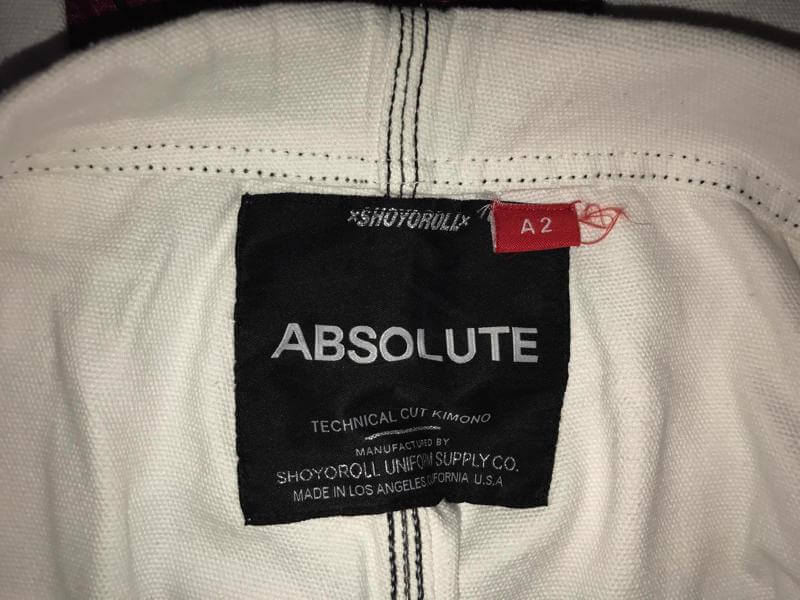 ×SHOYOROLL×
A2
ABSOLUTE
TECHNICAL CUT KIMONO
MANUFACTURED BY
SHOYOROLL UNIFORM SUPPLY CO.
MADE IN LOS ANGELES CALIFORNIA U.S.A